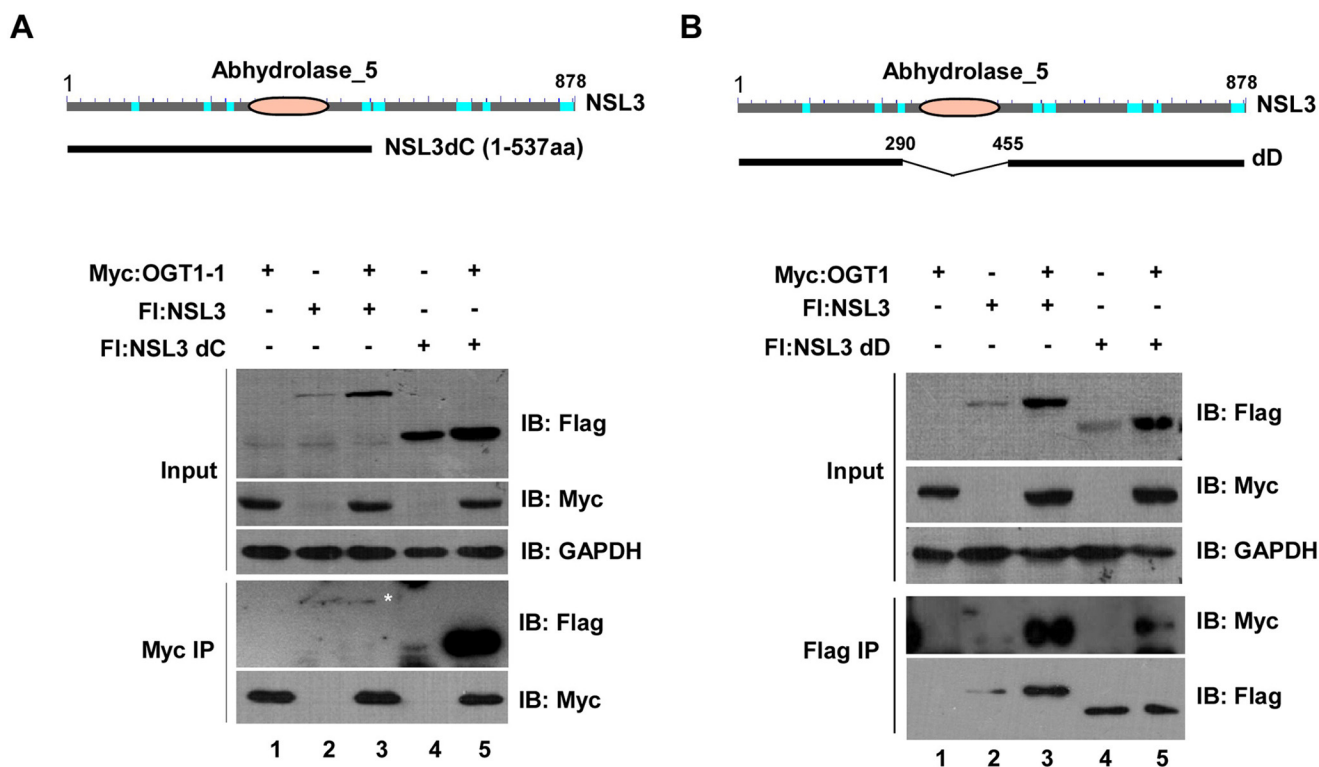 A
Abhydrolase_5
1 878
NSL3
NSL3dC (1-537aa)
Myc:OGT1-1 + - + - +
Fl:NSL3 - + + - -
Fl:NSL3 dC - - - + +
Input
IB: Flag
IB: Myc
IB: GAPDH
Myc IP
*
IB: Flag
IB: Myc
1 2 3 4 5
B
Abhydrolase_5
1 878
NSL3
290 455
dD
Myc:OGT1 + - + - +
Fl:NSL3 - + + - -
Fl:NSL3 dD - - - + +
Input
IB: Flag
IB: Myc
IB: GAPDH
Flag IP
IB: Myc
IB: Flag
1 2 3 4 5